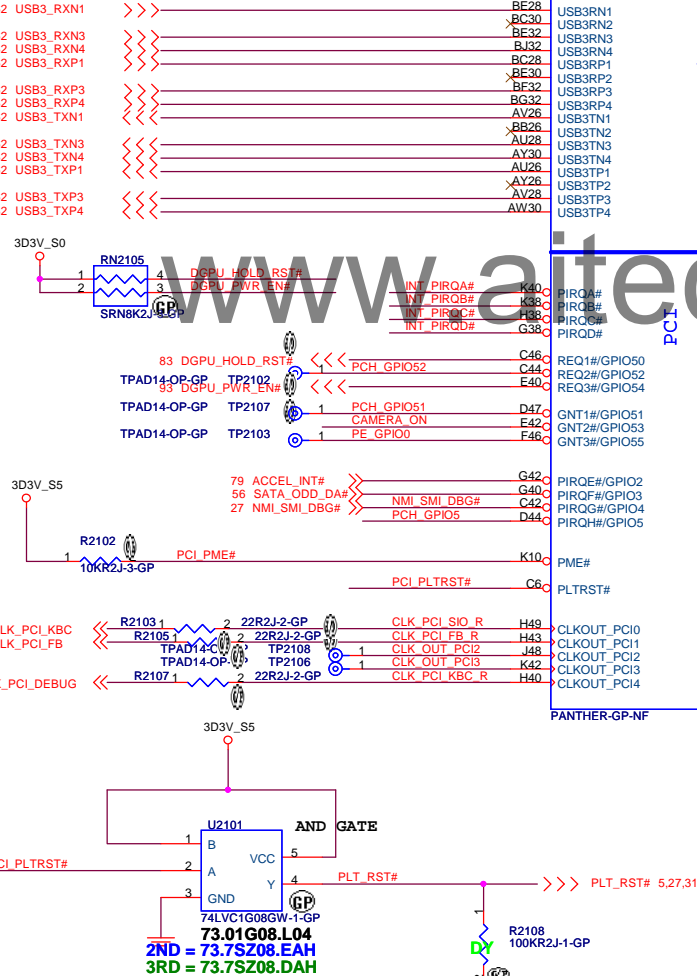 2 USB3_RXN1 BE28 USB3RN1
BC30 USB3RN2
2 USB3_RXN3 BE32 USB3RN3
2 USB3_RXN4 BJ32 USB3RN4
2 USB3_RXP1 BC28 USB3RP1
BE30 USB3RP2
2 USB3_RXP3 BF32 USB3RP3
2 USB3_RXP4 BG32 USB3RP4
2 USB3_TXN1 AV26 USB3TN1
BB26 USB3TN2
2 USB3_TXN3 AU28 USB3TN3
2 USB3_TXN4 AY30 USB3TN4
2 USB3_TXP1 AU26 USB3TP1
AY26 USB3TP2
2 USB3_TXP3 AV28 USB3TP3
2 USB3_TXP4 AW30 USB3TP4
3D3V_S0
RN2105
1 4 DGPU_HOLD_RST#
2 3 DGPU_PWR_EN#
GP
www.aitec
INT_PIRQA# K40 PIRQA#
INT_PIRQB# K38 PIRQB#
INT_PIRQC# H38 PIRQC#
INT_PIRQD# G38 PIRQD#
PCI
83 DGPU_HOLD_RST# C46 REQ1#/GPIO50
TPAD14-OP-GP TP2102 1 PCH_GPIO52 C44 REQ2#/GPIO52
93 DGPU_PWR_EN# E40 REQ3#/GPIO54
TPAD14-OP-GP TP2107 1 PCH_GPIO51 D47 GNT1#/GPIO51
CAMERA_ON E42 GNT2#/GPIO53
TPAD14-OP-GP TP2103 1 PE_GPIO0 F46 GNT3#/GPIO55
79 ACCEL_INT# G42 PIRQE#/GPIO2
56 SATA_ODD_DA# G40 PIRQF#/GPIO3
27 NMI_SMI_DBG# NMI_SMI_DBG# C42 PIRQG#/GPIO4
PCH_GPIO5 D44 PIRQH#/GPIO5
3D3V_S5
R2102
1 PCI_PME# K10 PME#
10KR2J-3-GP
PCI_PLTRST# C6 PLTRST#
LK_PCI_KBC R2103 1 2 22R2J-2-GP CLK_PCI_SIO_R H49 CLKOUT_PCI0
LK_PCI_FB R2105 1 2 22R2J-2-GP CLK_PCI_FB_R H43 CLKOUT_PCI1
TP2108 1 CLK_OUT_PCI2 J48 CLKOUT_PCI2
TP2106 1 CLK_OUT_PCI3 K42 CLKOUT_PCI3
_PCI_DEBUG R2107 1 2 22R2J-2-GP CLK_PCI_KBC_R H40 CLKOUT_PCI4
PANTHER-GP-NF
3D3V_S5
U2101 AND GATE
1 B
VCC 5
CI_PLTRST# 2 A
Y 4 PLT_RST# PLT_RST# 5,27,31
3 GND
GP
74LVC1G08GW-1-GP
73.01G08.L04
2ND = 73.7SZ08.EAH
3RD = 73.7SZ08.DAH
1
R2108
DY 100KR2J-1-GP